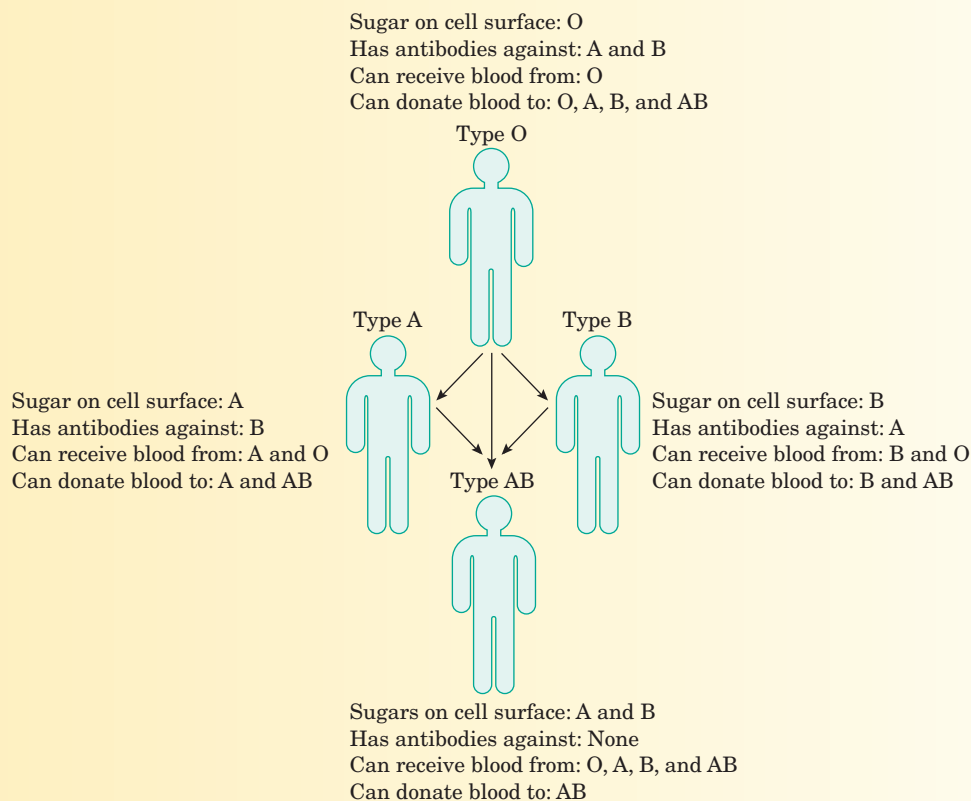 Sugar on cell surface: O
Has antibodies against: A and B
Can receive blood from: O
Can donate blood to: O, A, B, and AB
Type O
Type A
Type B
Sugar on cell surface: A
Has antibodies against: B
Can receive blood from: A and O
Can donate blood to: A and AB
Sugar on cell surface: B
Has antibodies against: A
Can receive blood from: B and O
Can donate blood to: B and AB
Type AB
Sugars on cell surface: A and B
Has antibodies against: None
Can receive blood from: O, A, B, and AB
Can donate blood to: AB